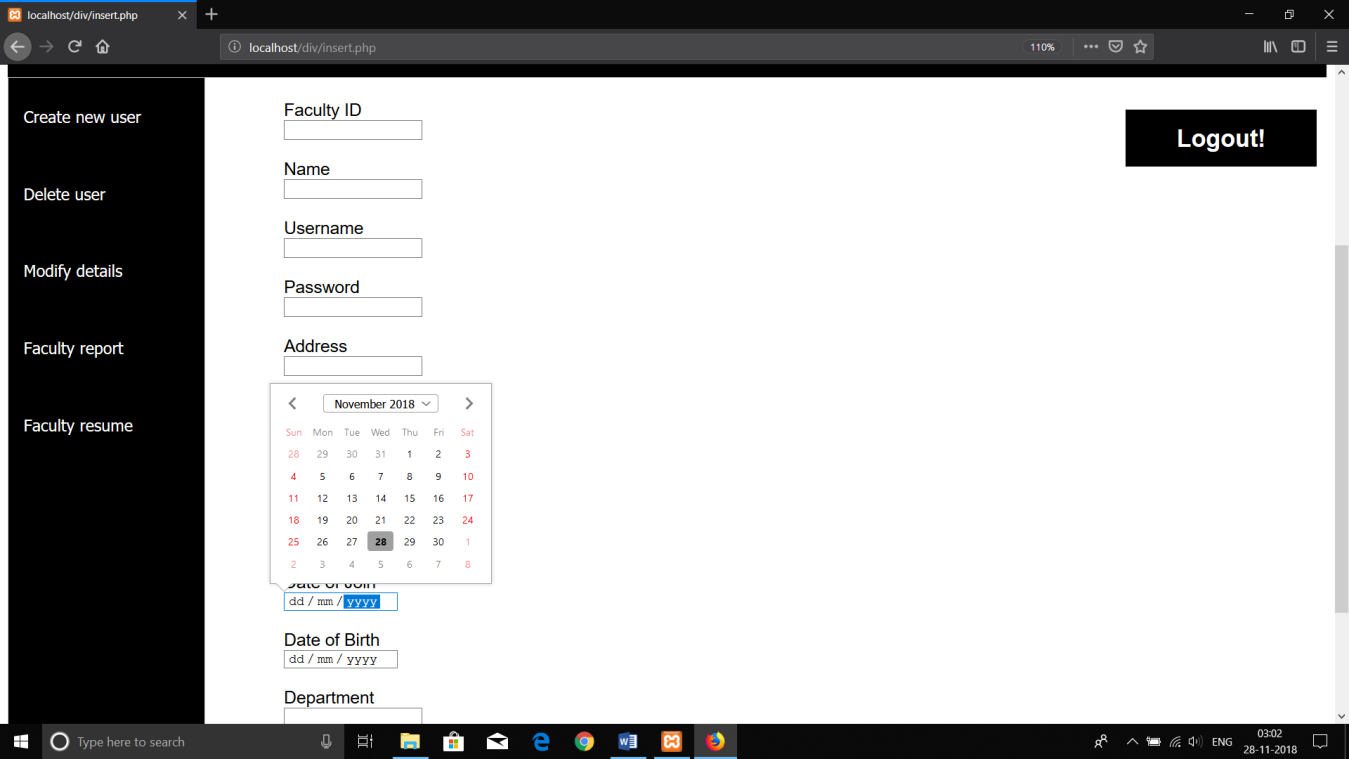 localhost/div/insert.php
localhost/div/insert.php
110%
Create new user
Delete user
Modify details
Faculty report
Faculty resume
Logout!
Faculty ID
Name
Username
Password
Address
November 2018
Sun Mon Tue Wed Thu Fri Sat
28 29 30 31 1 2 3
4 5 6 7 8 9 10
11 12 13 14 15 16 17
18 19 20 21 22 23 24
25 26 27 28 29 30 1
2 3 4 5 6 7 8
Date of Join
dd / mm / yyyy
Date of Birth
dd / mm / yyyy
Department
Type here to search
ENG
03:02
28-11-2018